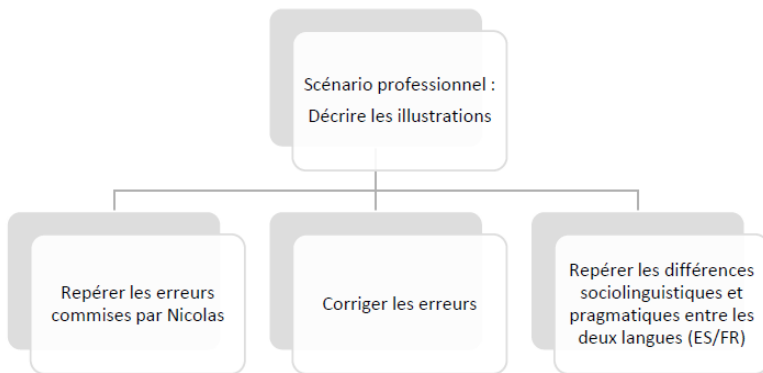 Scénario professionnel :
Décrire les illustrations
Repérer les erreurs
commises par Nicolas
Corriger les erreurs
Repérer les différences
sociolinguistiques et
pragmatiques entre les
deux langues (ES/FR)